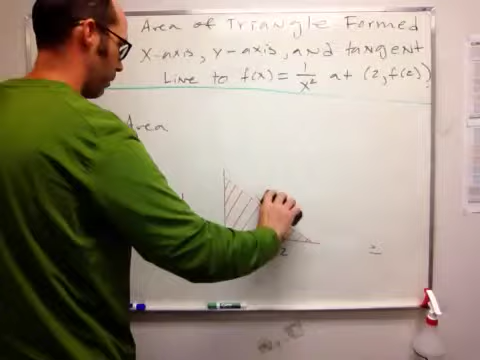 Area of Triangle Formed
X-axis, y-axis, and tangent
Line to f(x) = 1/x² at (2, f(2))?
Area
2